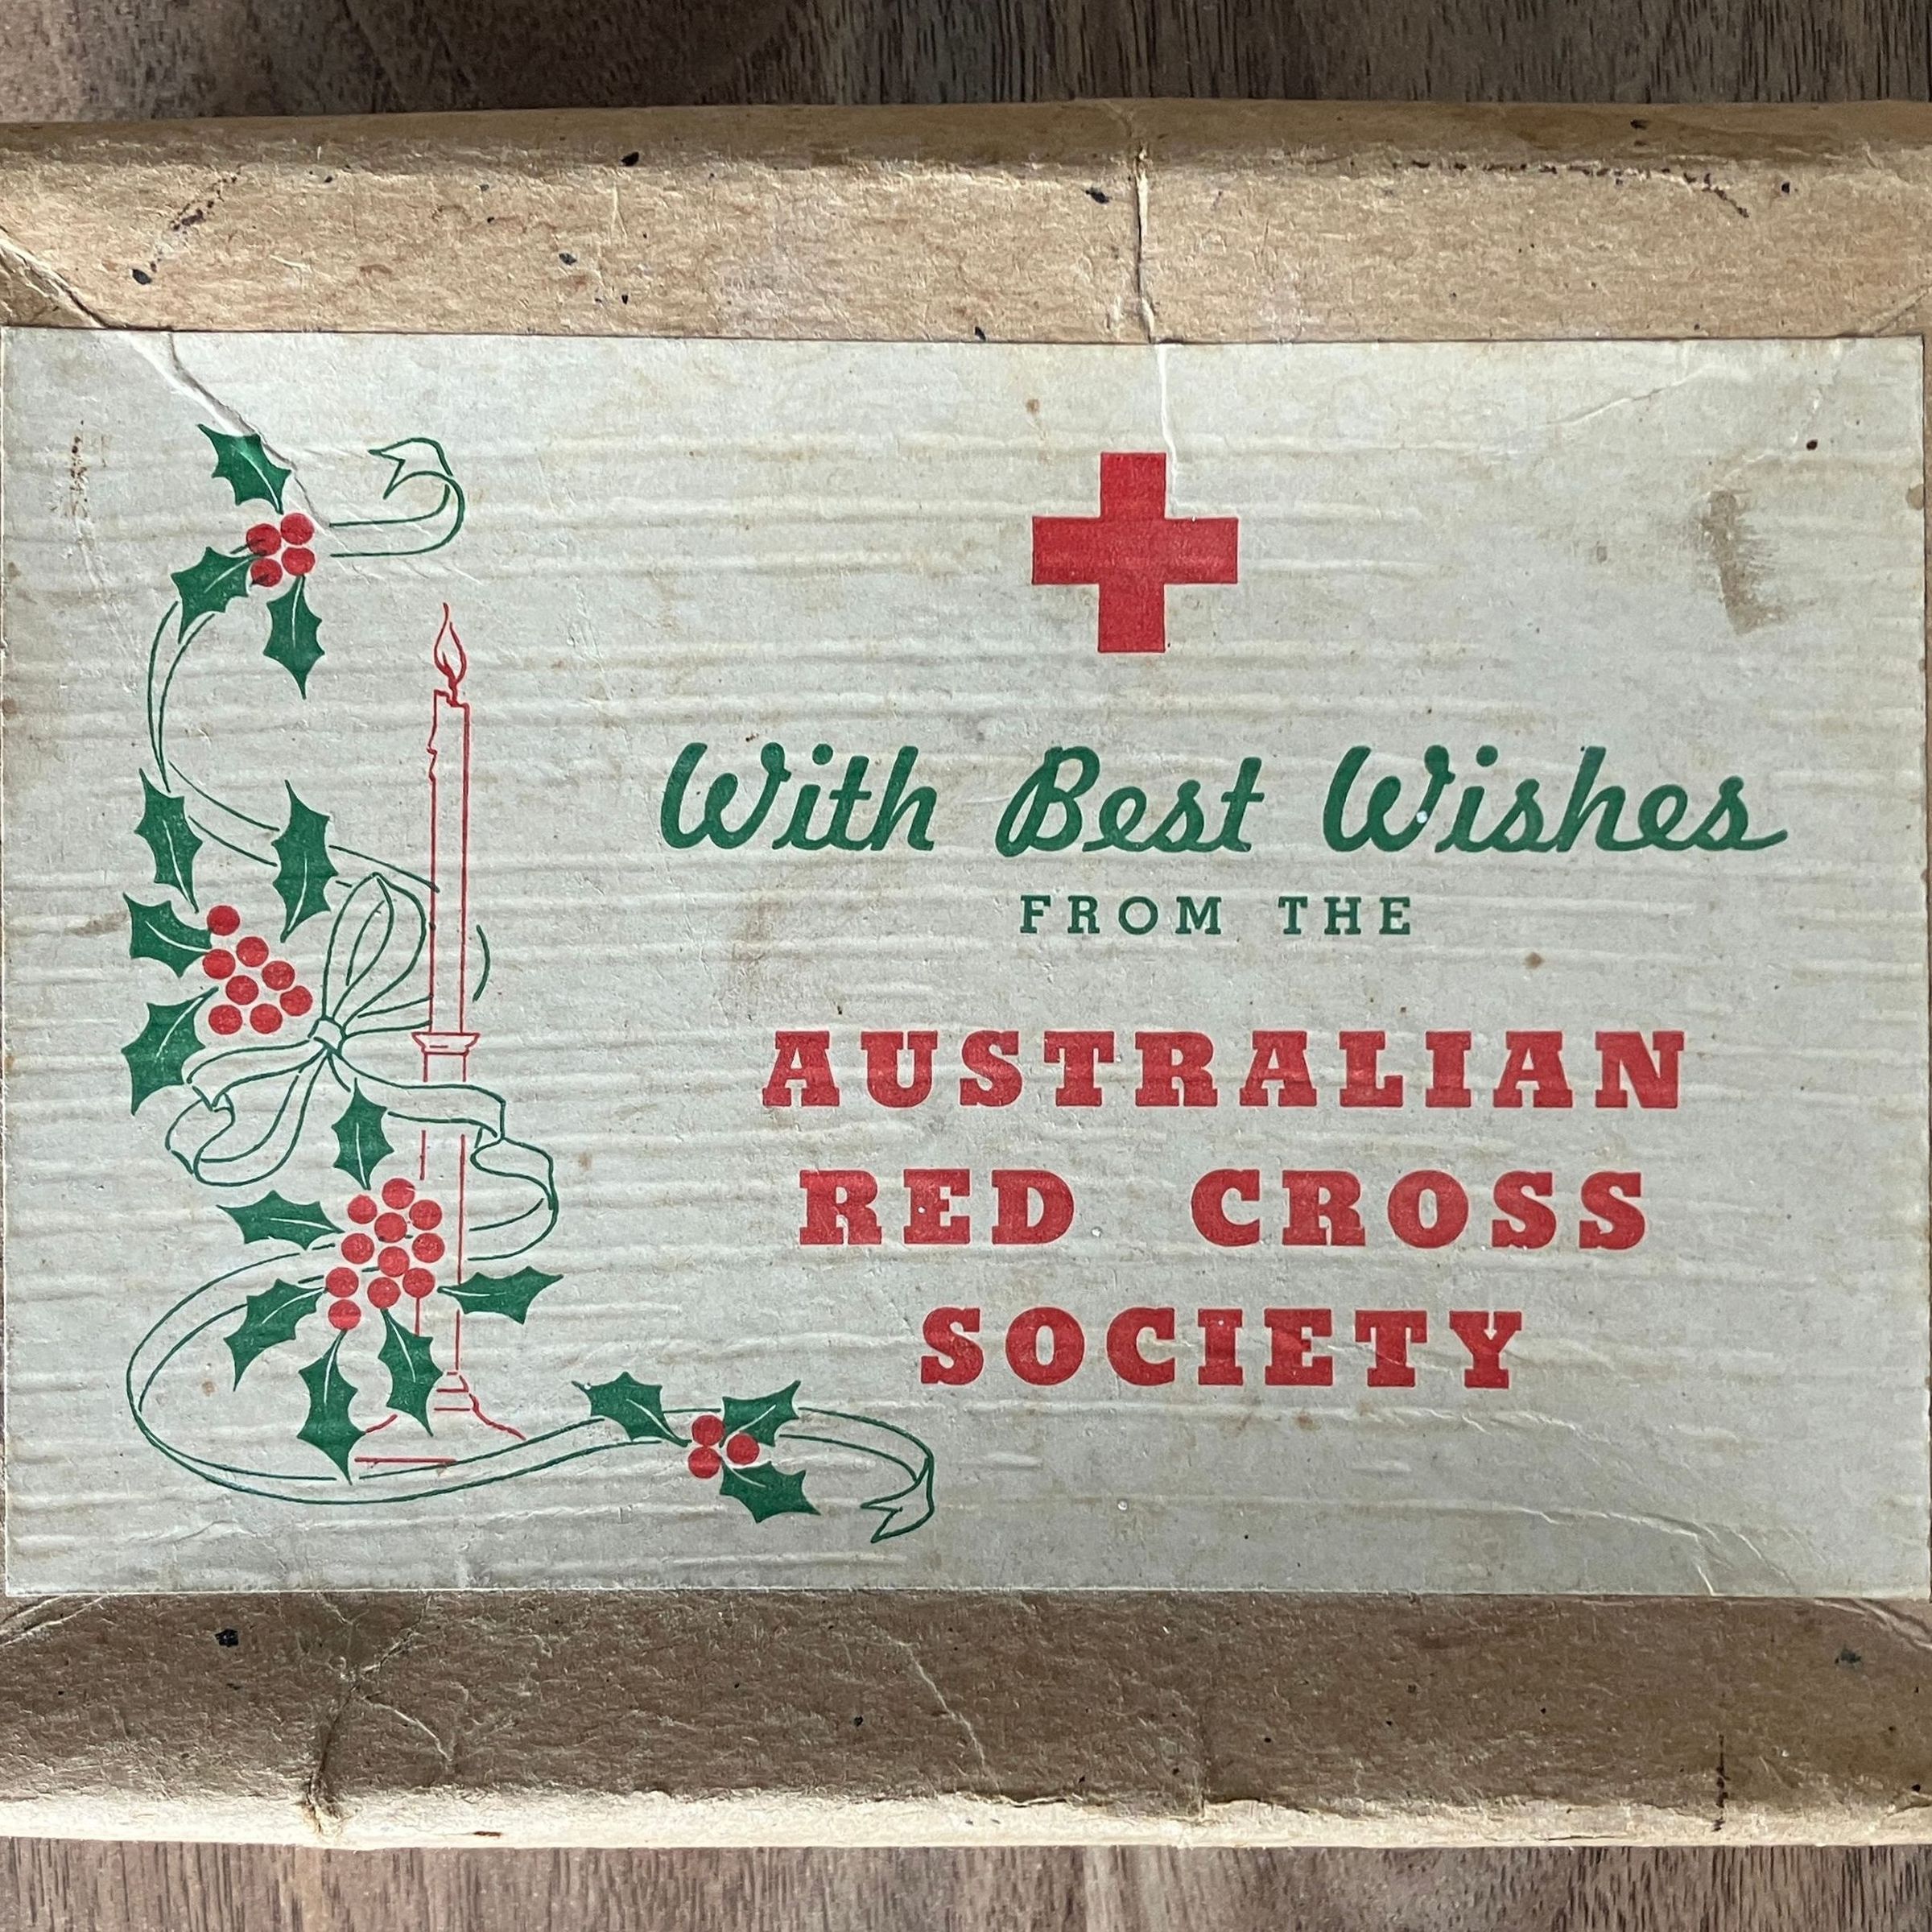 With Best Wishes
FROM THE
AUSTRALIAN
RED CROSS
SOCIETY